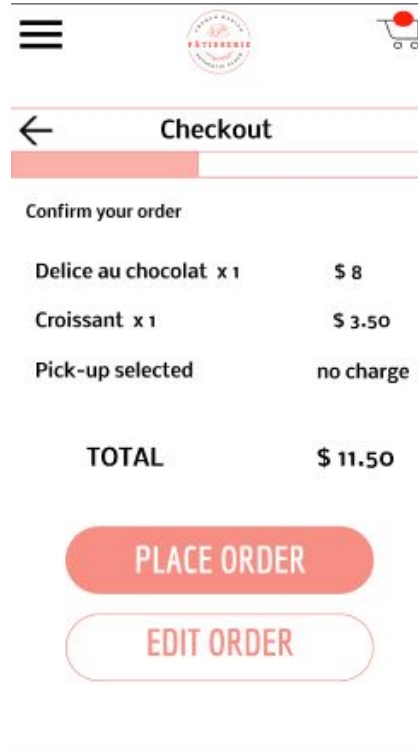 PÂTISSERIE
Checkout
Confirm your order
Delice au chocolat x 1 $ 8
Croissant x 1 $ 3.50
Pick-up selected no charge
TOTAL $ 11.50
PLACE ORDER
EDIT ORDER